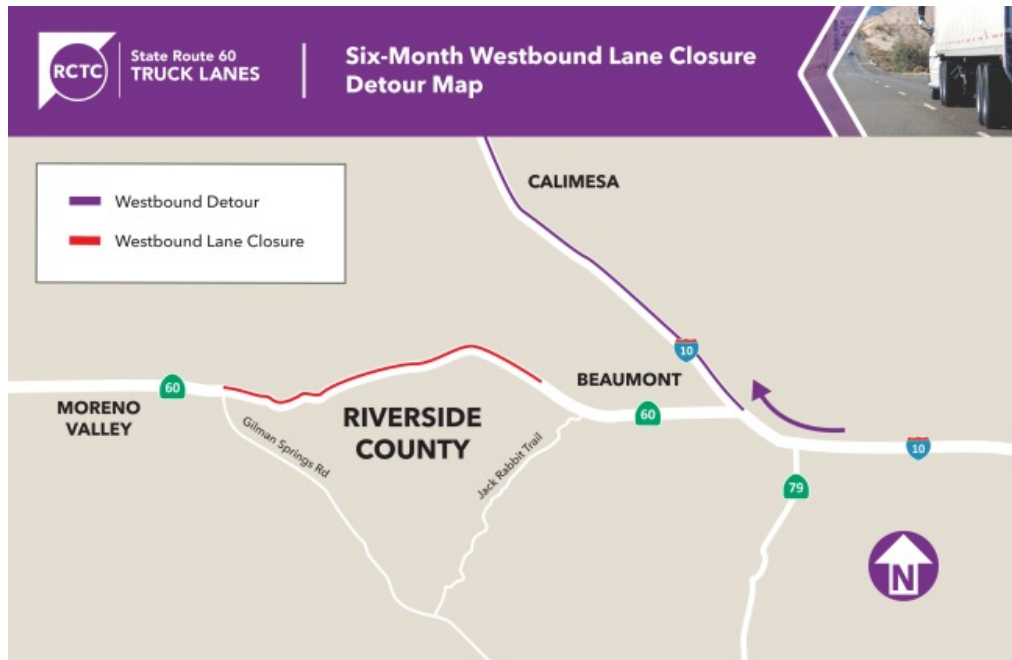 RCTC
State Route 60
TRUCK LANES
Six-Month Westbound Lane Closure
Detour Map
Westbound Detour
Westbound Lane Closure
CALIMESA
10
BEAUMONT
60
MORENO
VALLEY
RIVERSIDE
COUNTY
60
Gilman Springs Rd
Jack Rabbit Trail
10
79
N